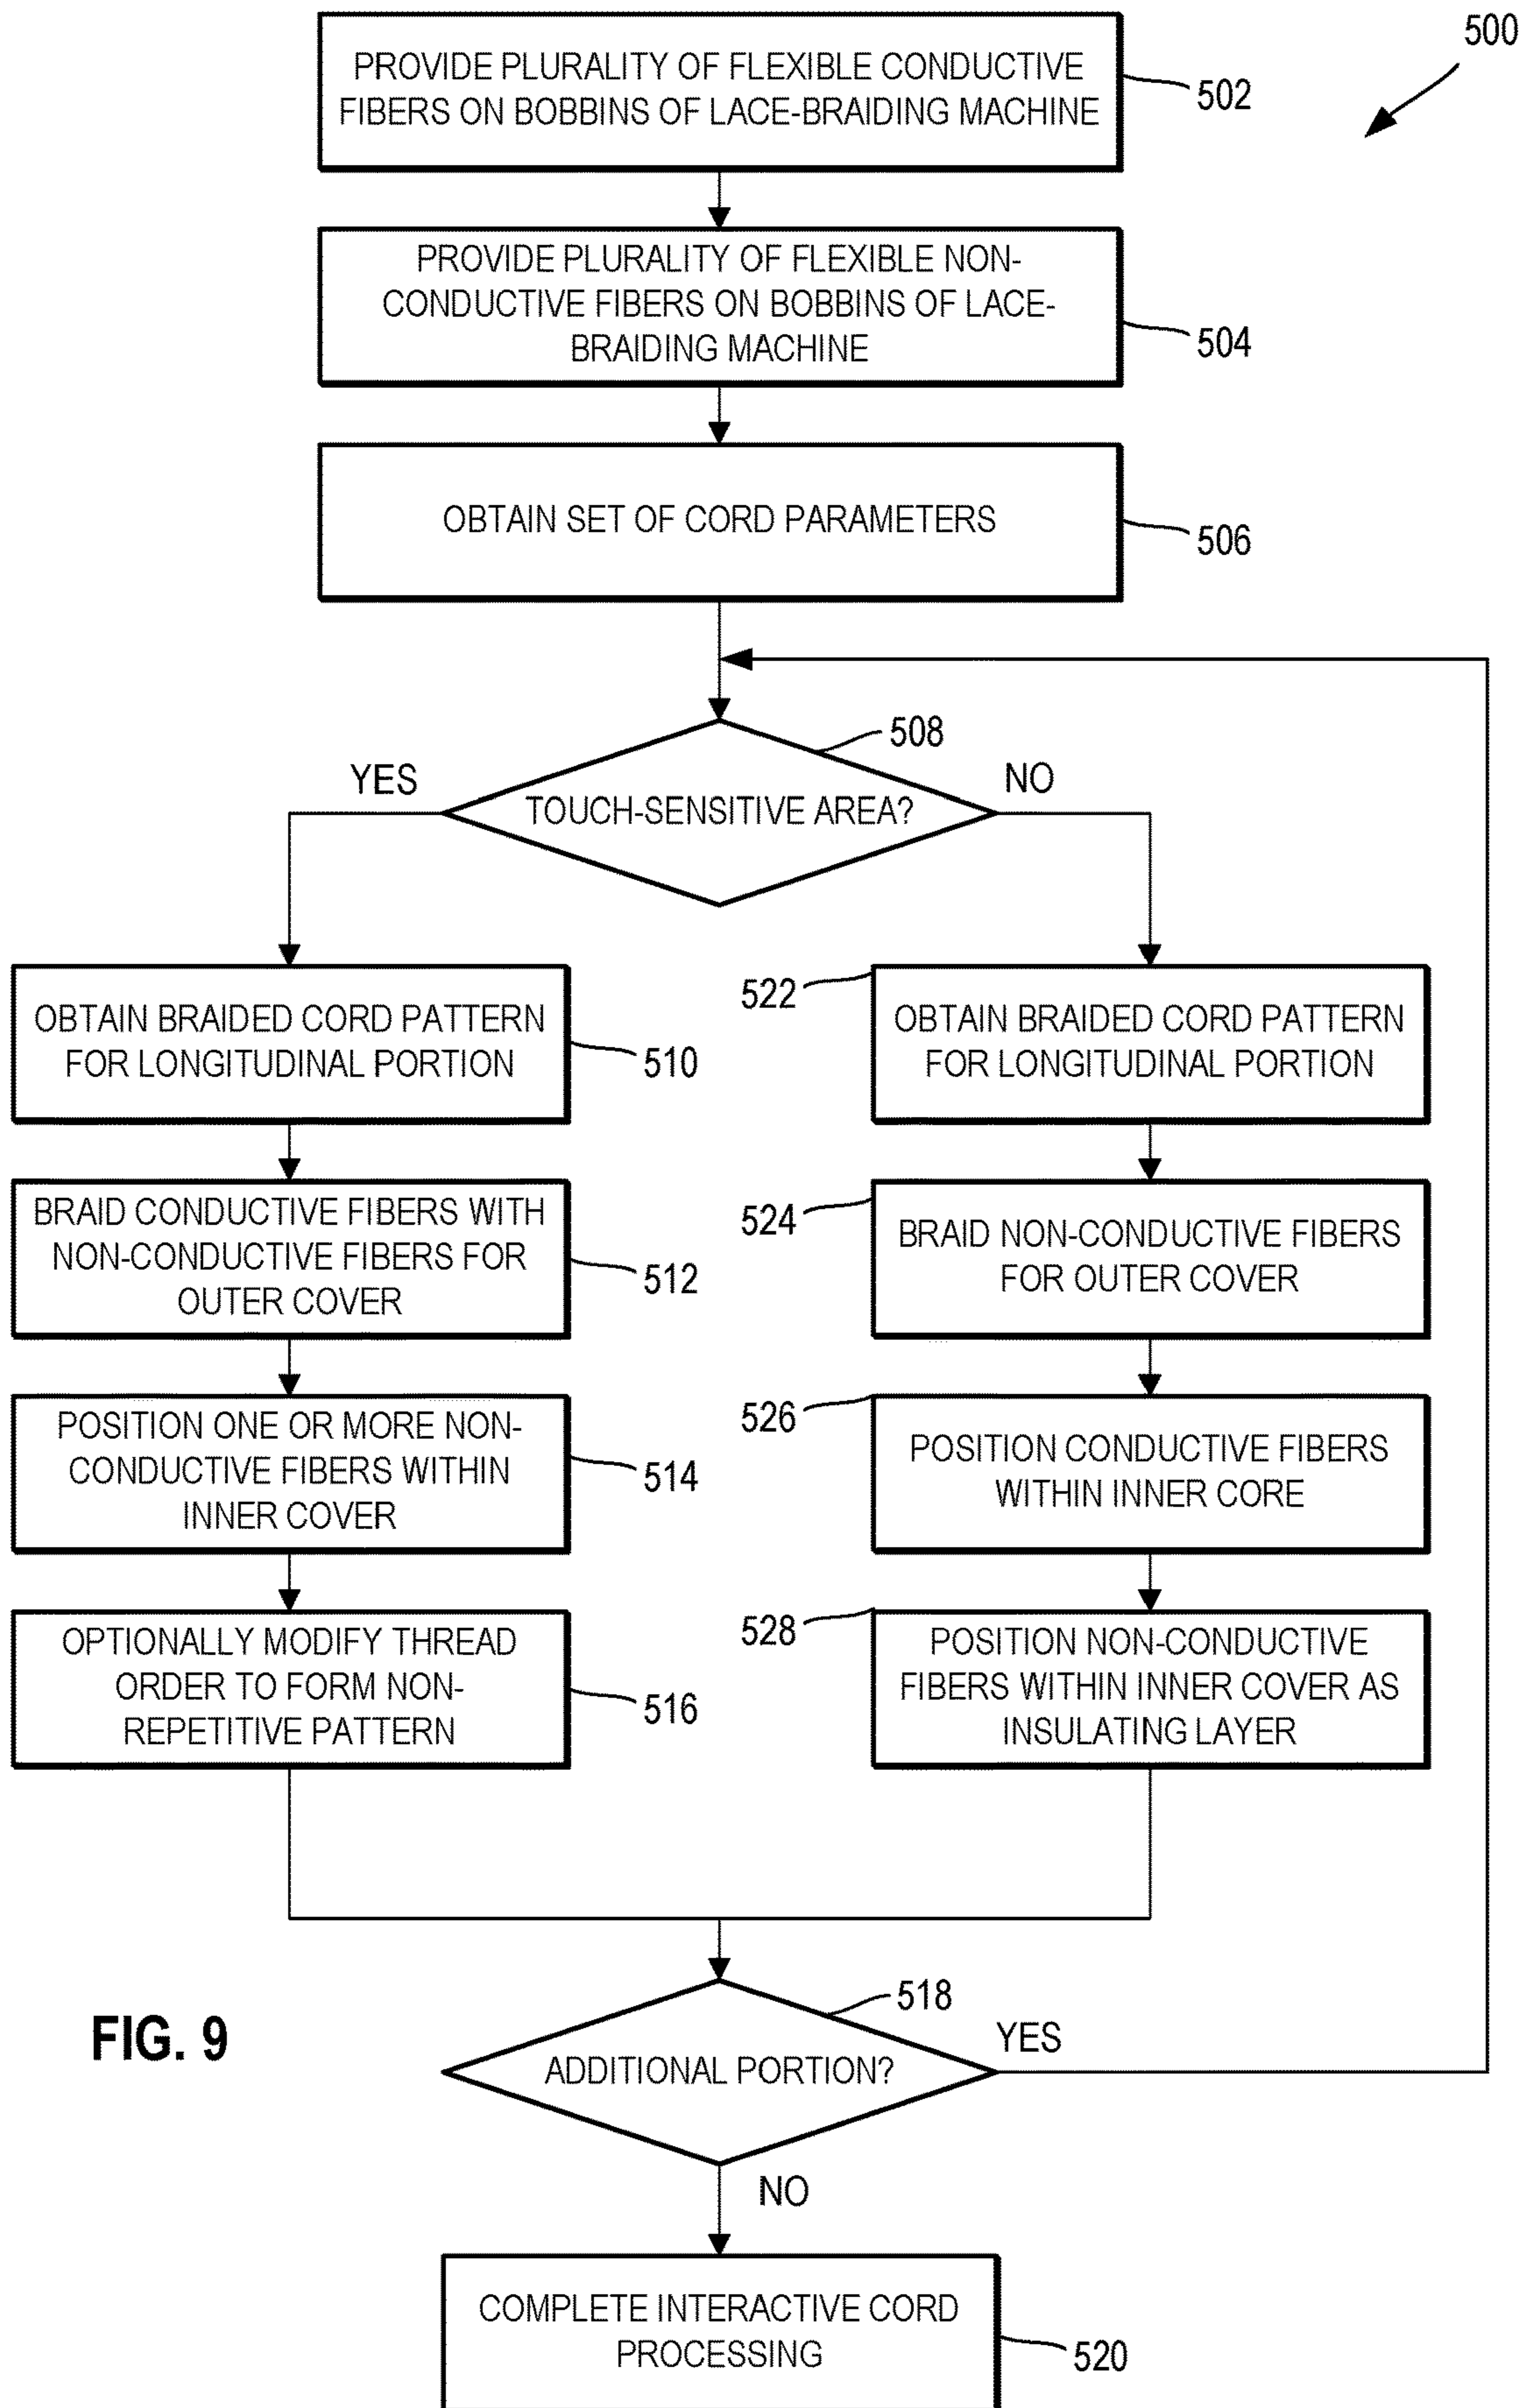 500
PROVIDE PLURALITY OF FLEXIBLE CONDUCTIVE
FIBERS ON BOBBINS OF LACE-BRAIDING MACHINE
502
PROVIDE PLURALITY OF FLEXIBLE NON-
CONDUCTIVE FIBERS ON BOBBINS OF LACE-
BRAIDING MACHINE
504
OBTAIN SET OF CORD PARAMETERS
506
508
YES
NO
TOUCH-SENSITIVE AREA?
OBTAIN BRAIDED CORD PATTERN
FOR LONGITUDINAL PORTION
510
BRAID CONDUCTIVE FIBERS WITH
NON-CONDUCTIVE FIBERS FOR
OUTER COVER
512
POSITION ONE OR MORE NON-
CONDUCTIVE FIBERS WITHIN
INNER COVER
514
OPTIONALLY MODIFY THREAD
ORDER TO FORM NON-
REPETITIVE PATTERN
516
522
OBTAIN BRAIDED CORD PATTERN
FOR LONGITUDINAL PORTION
524
BRAID NON-CONDUCTIVE FIBERS
FOR OUTER COVER
526
POSITION CONDUCTIVE FIBERS
WITHIN INNER CORE
528
POSITION NON-CONDUCTIVE
FIBERS WITHIN INNER COVER AS
INSULATING LAYER
518
ADDITIONAL PORTION?
YES
NO
COMPLETE INTERACTIVE CORD
PROCESSING
520
FIG. 9